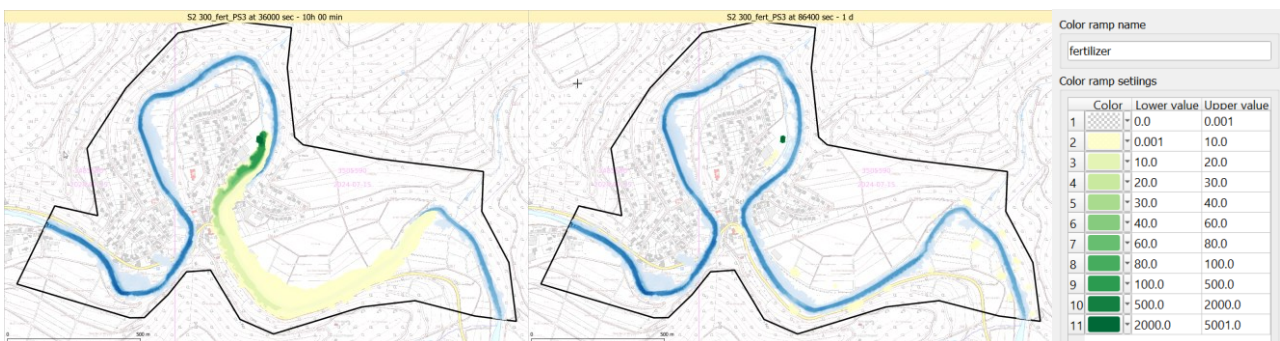 S2 300_fert_PS3 at 36000 sec - 10h 00 min
S2 300_fert_PS3 at 86400 sec - 1 d
Color ramp name
fertilizer
Color ramp setiings
Color Lower value Upper value
1 0.0 0.001
2 0.001 10.0
3 10.0 20.0
4 20.0 30.0
5 30.0 40.0
6 40.0 60.0
7 60.0 80.0
8 80.0 100.0
9 100.0 500.0
10 500.0 2000.0
11 2000.0 5001.0
0 500 m
0 500 m